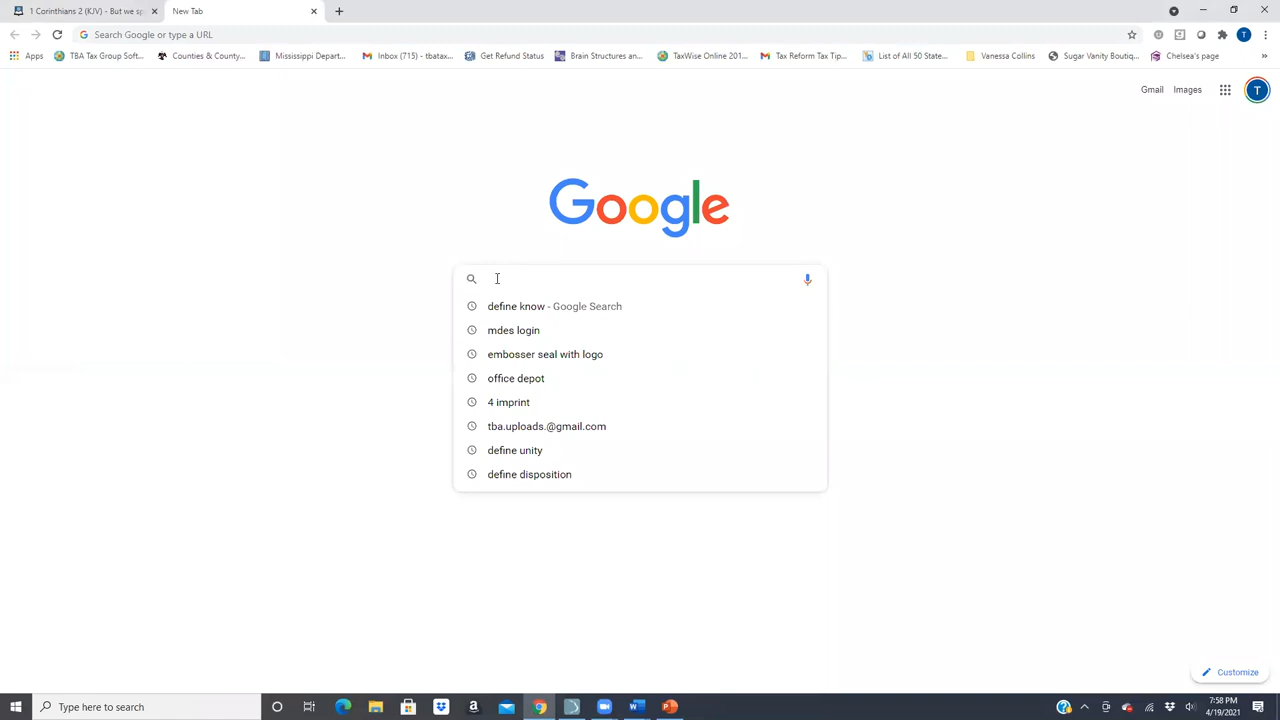 1 Corinthians 2 (KJV) - But we sp
New Tab
Search Google or type a URL
T
Apps
TBA Tax Group Soft...
Counties & County...
Mississippi Depart...
Inbox (715) - tbatax...
Get Refund Status
Brain Structures an...
TaxWise Online 201...
Tax Reform Tax Tip...
List of All 50 State...
Vanessa Collins
Sugar Vanity Boutiq...
Chelsea's page
»
Gmail
Images
T
Google
define know - Google Search
mdes login
embosser seal with logo
office depot
4 imprint
tba.uploads.@gmail.com
define unity
define disposition
Customize
Type here to search
7:58 PM
4/19/2021